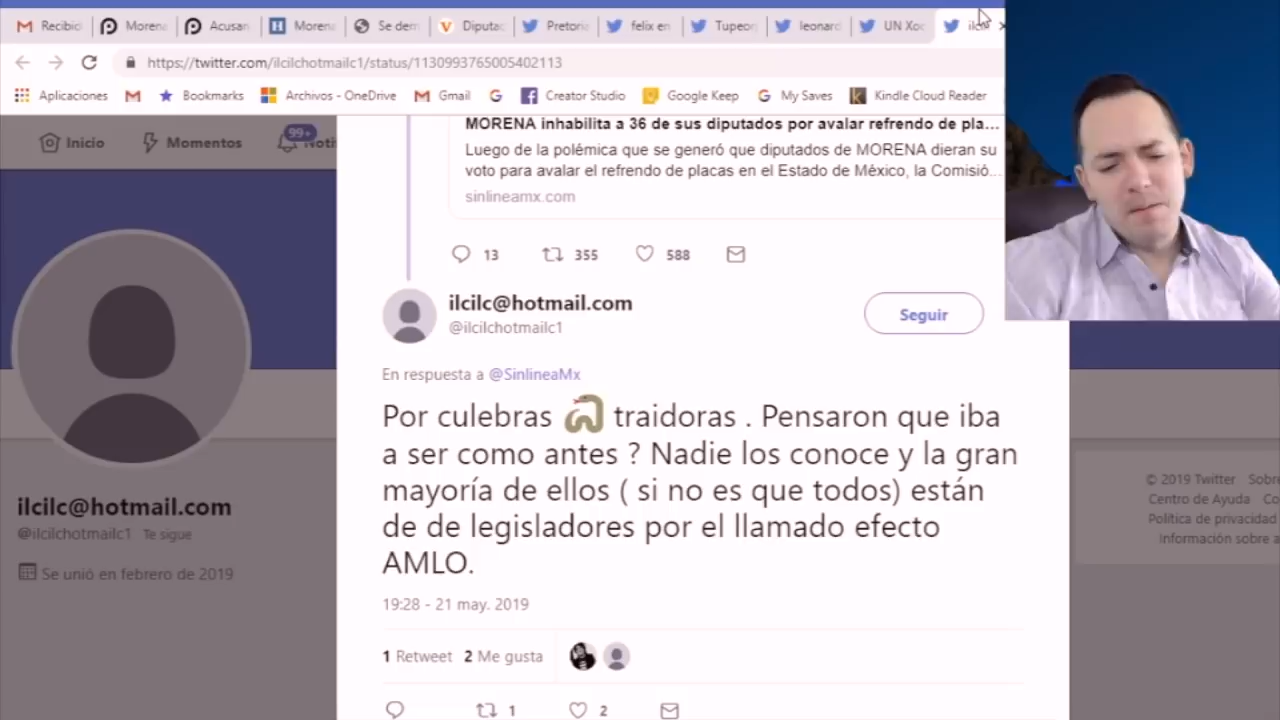 Recibid
Morena
Acusan
Morena
Se dem
Diputad
Pretoria
felix en
Tupeor
leonard
UN Xoc
https://twitter.com/ilcilchotmailc1/status/1130993765005402113
Aplicaciones
Bookmarks
Archivos - OneDrive
Gmail
Creator Studio
Google Keep
My Saves
Kindle Cloud Reader
Inicio
Momentos
99+
Noti
MORENA inhabilita a 36 de sus diputados por avalar refrendo de pla...
Luego de la polémica que se generó que diputados de MORENA dieran su
voto para avalar el refrendo de placas en el Estado de México, la Comisió...
sinlineamx.com
13 355 588
ilcilc@hotmail.com
@ilcilchotmailc1
Seguir
En respuesta a @SinlineaMx
Por culebras 🐍 traidoras . Pensaron que iba
a ser como antes ? Nadie los conoce y la gran
mayoría de ellos ( si no es que todos) están
de de legisladores por el llamado efecto
AMLO.
19:28 - 21 may. 2019
1 Retweet 2 Me gusta
1 2
ilcilc@hotmail.com
@ilcilchotmailc1 Te sigue
Se unió en febrero de 2019
© 2019 Twitter Sobre
Centro de Ayuda Co
Política de privacidad
Información sobre a